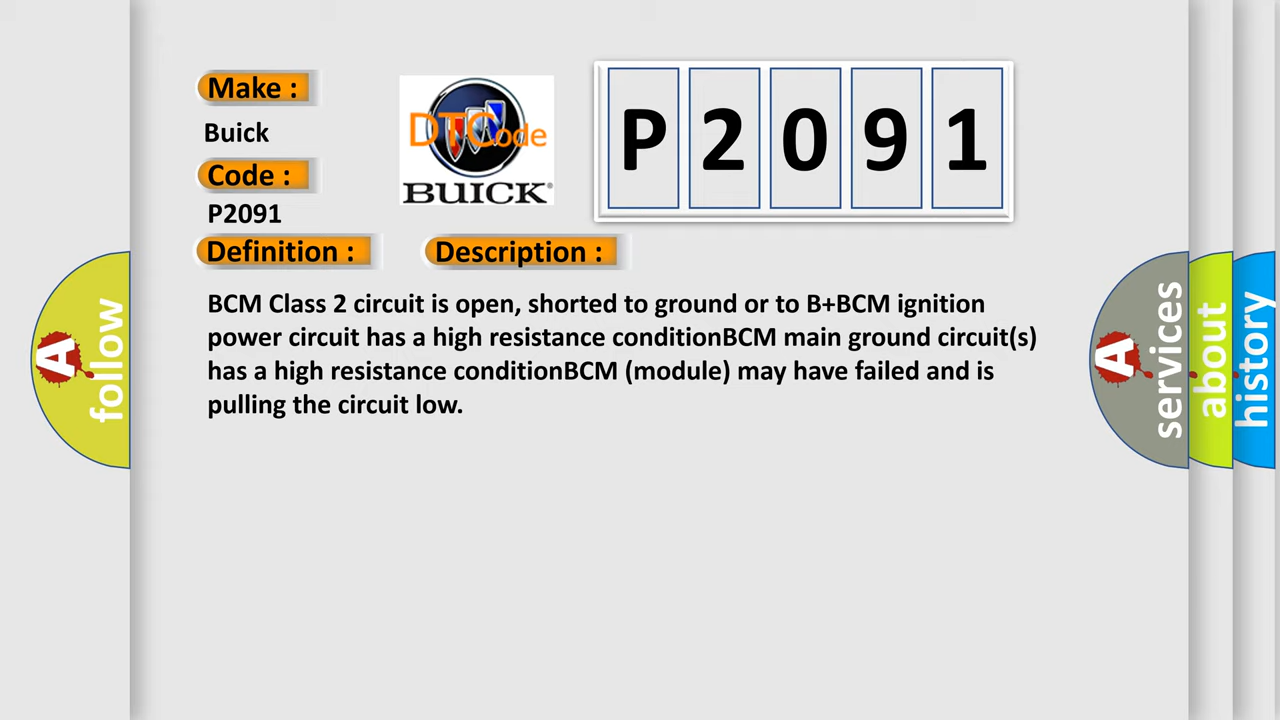 Make :
Buick
Code :
P2091
DTCode
BUICK
P 2 0 9 1
Definition :
Description :
BCM Class 2 circuit is open, shorted to ground or to B+BCM ignition
power circuit has a high resistance conditionBCM main ground circuit(s)
has a high resistance conditionBCM (module) may have failed and is
pulling the circuit low.
A follow
A services
about
history